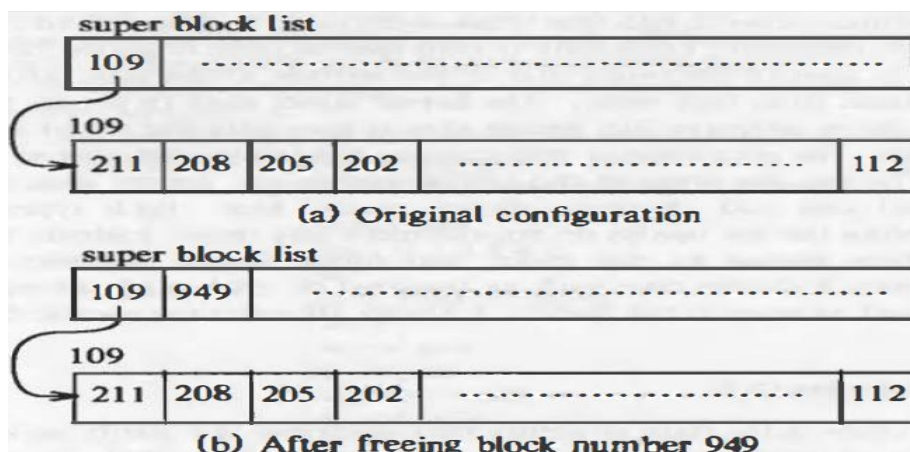 super block list
109
109
211 208 205 202 112
(a) Original configuration
super block list
109 949
109
211 208 205 202 112
(b) After freeing block number 949